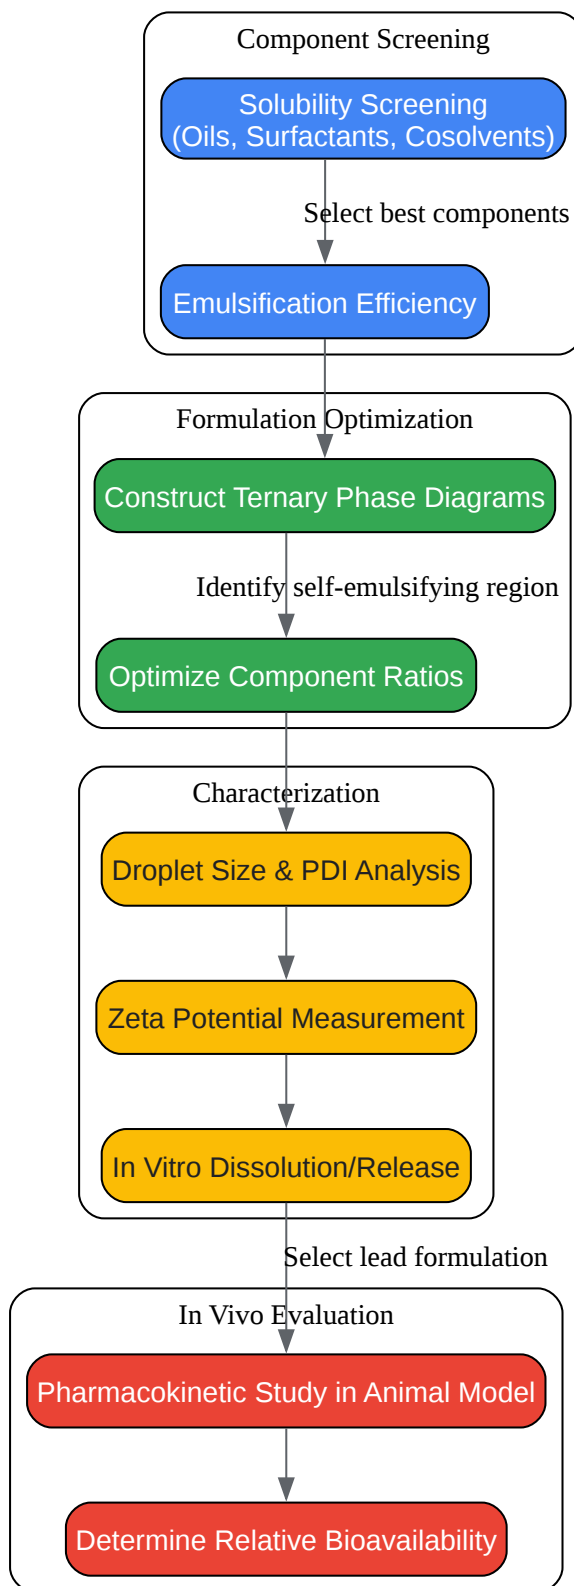 Component Screening
Solubility Screening
(Oils, Surfactants, Cosolvents)
Select best components
Emulsification Efficiency
Formulation Optimization
Construct Ternary Phase Diagrams
Identify self-emulsifying region
Optimize Component Ratios
Characterization
Droplet Size & PDI Analysis
Zeta Potential Measurement
In Vitro Dissolution/Release
Select lead formulation
In Vivo Evaluation
Pharmacokinetic Study in Animal Model
Determine Relative Bioavailability